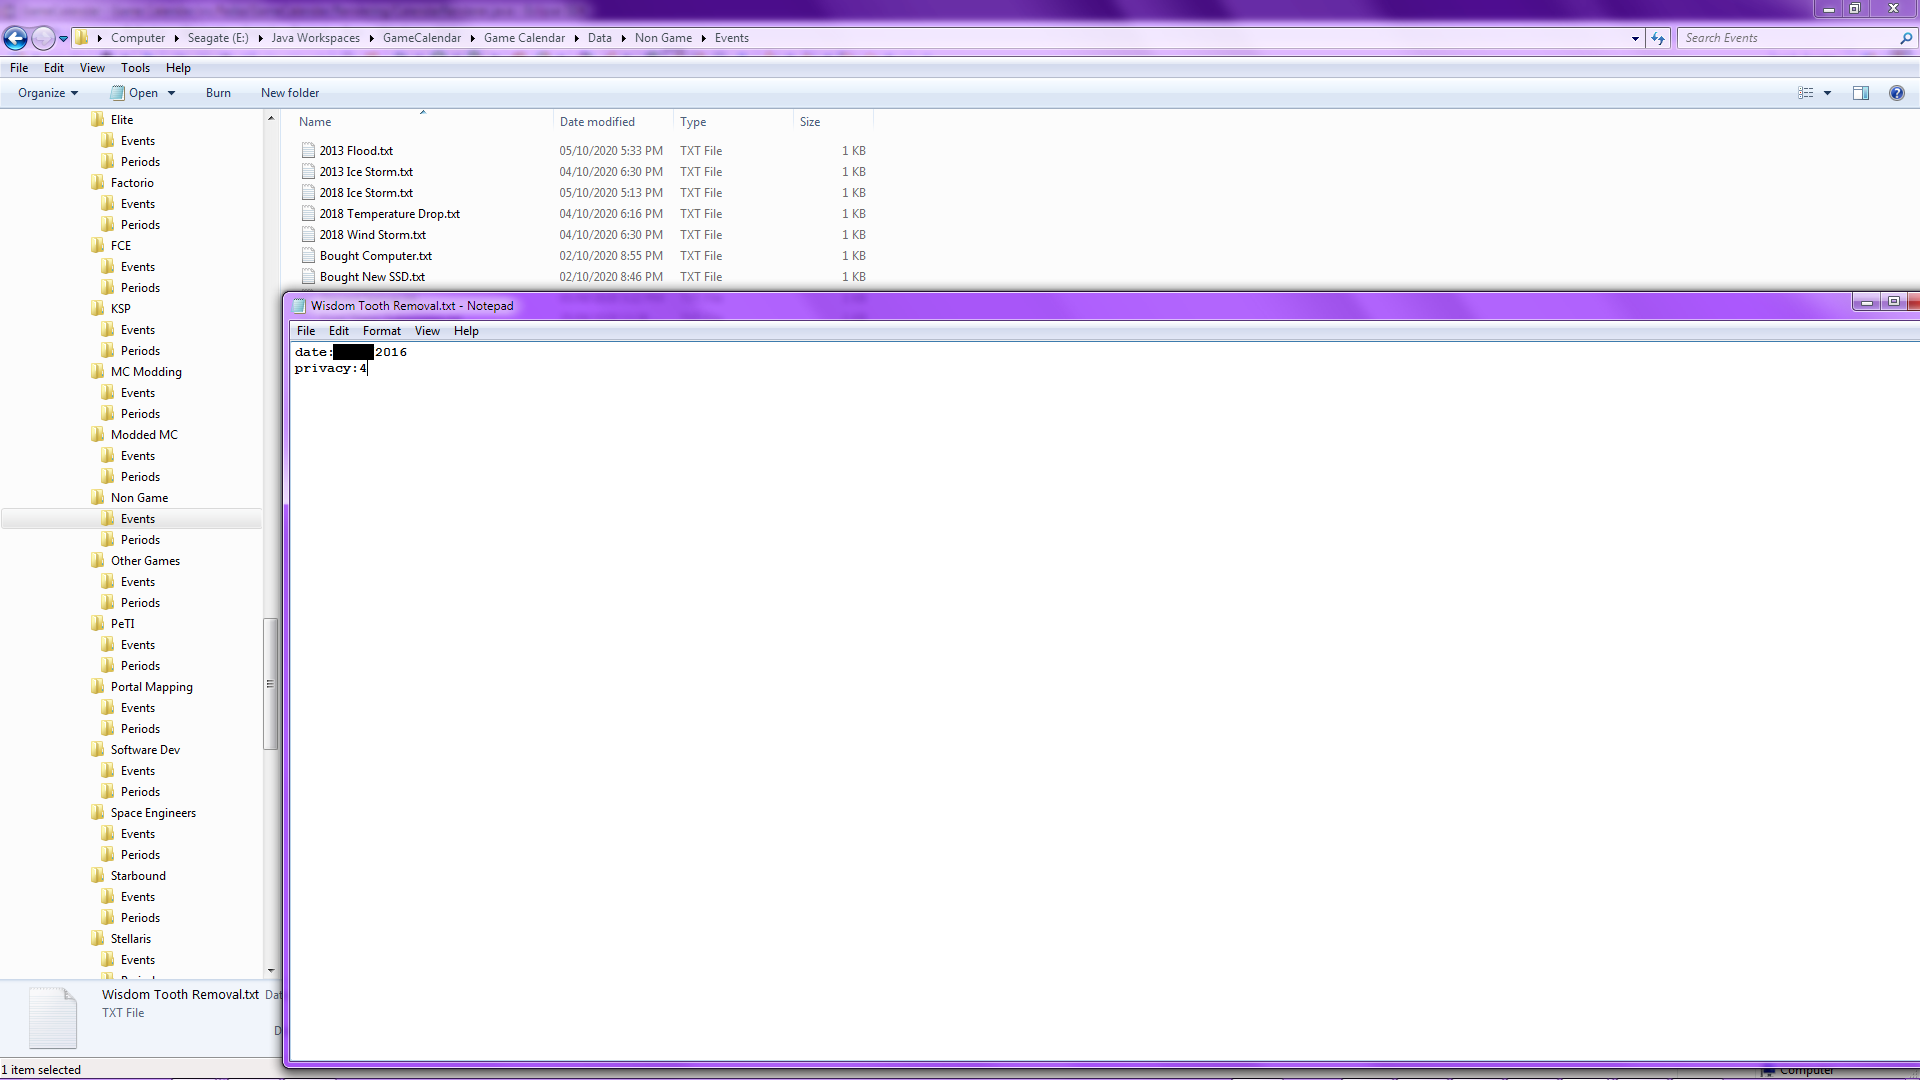 Computer Seagate (E:) Java Workspaces GameCalendar Game Calendar Data Non Game Events
Search Events
File Edit View Tools Help
Organize Open Burn New folder
Name Date modified Type Size
2013 Flood.txt 05/10/2020 5:33 PM TXT File 1 KB
2013 Ice Storm.txt 04/10/2020 6:30 PM TXT File 1 KB
2018 Ice Storm.txt 05/10/2020 5:13 PM TXT File 1 KB
2018 Temperature Drop.txt 04/10/2020 6:16 PM TXT File 1 KB
2018 Wind Storm.txt 04/10/2020 6:30 PM TXT File 1 KB
Bought Computer.txt 02/10/2020 8:55 PM TXT File 1 KB
Bought New SSD.txt 02/10/2020 8:46 PM TXT File 1 KB
Elite
Events
Periods
Factorio
Events
Periods
FCE
Events
Periods
KSP
Events
Periods
MC Modding
Events
Periods
Modded MC
Events
Periods
Non Game
Events
Periods
Other Games
Events
Periods
PeTI
Events
Periods
Portal Mapping
Events
Periods
Software Dev
Events
Periods
Space Engineers
Events
Periods
Starbound
Events
Periods
Stellaris
Events
Wisdom Tooth Removal.txt - Notepad
File Edit Format View Help
date: 2016
privacy:4
Wisdom Tooth Removal.txt
TXT File
1 item selected
Computer